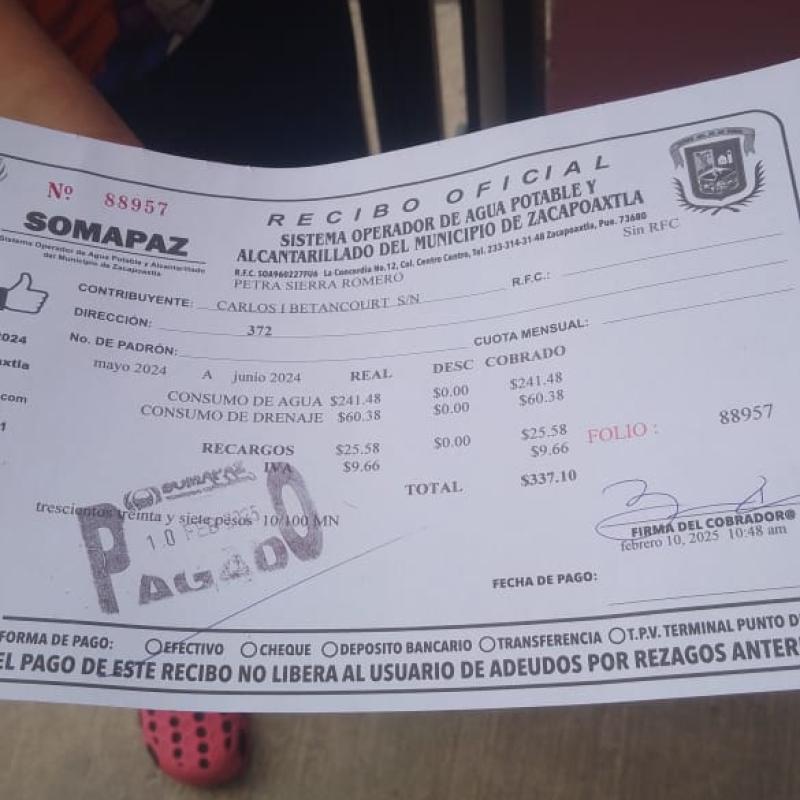 Nº 88957
RECIBO OFICIAL
SOMAPAZ
Sistema Operador de Agua Potable y Alcantarillado
del Municipio de Zacapoaxtla
SISTEMA OPERADOR DE AGUA POTABLE Y
ALCANTARILLADO DEL MUNICIPIO DE ZACAPOAXTLA
R.F.C. SOA960227FU6 La Concordia No.12, Col. Centro Centro, Tel. 233-314-31-48 Zacapoaxtla, Pue. 73680
CONTRIBUYENTE: PETRA SIERRA ROMERO R.F.C.: Sin RFC
DIRECCIÓN: CARLOS I BETANCOURT S/N
No. DE PADRÓN: 372 CUOTA MENSUAL:
2024
axtla
.com
1
mayo 2024 A junio 2024 REAL DESC COBRADO
CONSUMO DE AGUA $241.48 $0.00 $241.48
CONSUMO DE DRENAJE $60.38 $0.00 $60.38
RECARGOS $25.58 $0.00 $25.58 FOLIO : 88957
IVA $9.66 $9.66
TOTAL $337.10
SOMAPAZ
trescientos treinta y siete pesos 10/100 MN
10 FEB 2025
PAGADO
FIRMA DEL COBRADOR@
febrero 10, 2025 10:48 am
FECHA DE PAGO:
FORMA DE PAGO: EFECTIVO CHEQUE DEPOSITO BANCARIO TRANSFERENCIA T.P.V. TERMINAL PUNTO D
EL PAGO DE ESTE RECIBO NO LIBERA AL USUARIO DE ADEUDOS POR REZAGOS ANTER